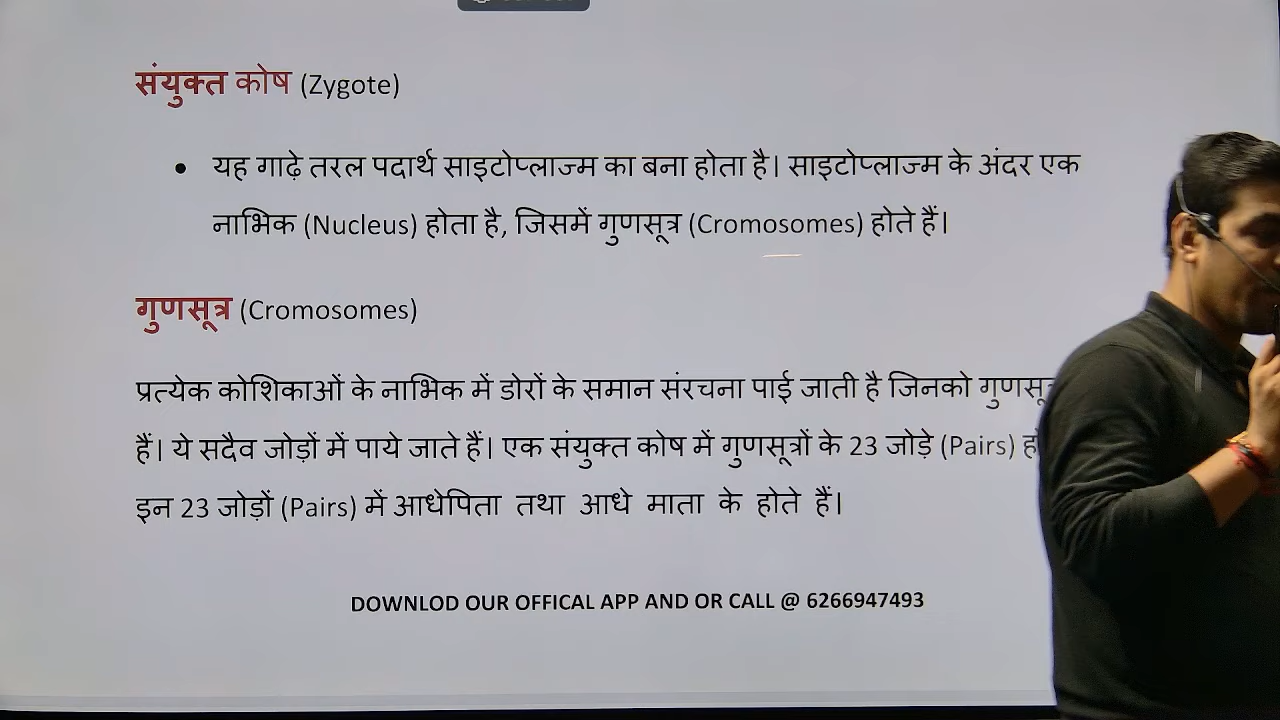 संयुक्त कोष (Zygote)
• यह गाढ़े तरल पदार्थ साइटोप्लाज्म का बना होता है। साइटोप्लाज्म के अंदर एक
नाभिक (Nucleus) होता है, जिसमें गुणसूत्र (Cromosomes) होते हैं।
गुणसूत्र (Cromosomes)
प्रत्येक कोशिकाओं के नाभिक में डोरों के समान संरचना पाई जाती है जिनको
हैं। ये सदैव जोड़ों में पाये जाते हैं। एक संयुक्त कोष में गुणसूत्रों के 23 जोड़े (Pairs)
इन 23 जोड़ों (Pairs) में आधेपिता तथा आधे माता के होते हैं।
DOWNLOD OUR OFFICAL APP AND OR CALL @ 6266947493